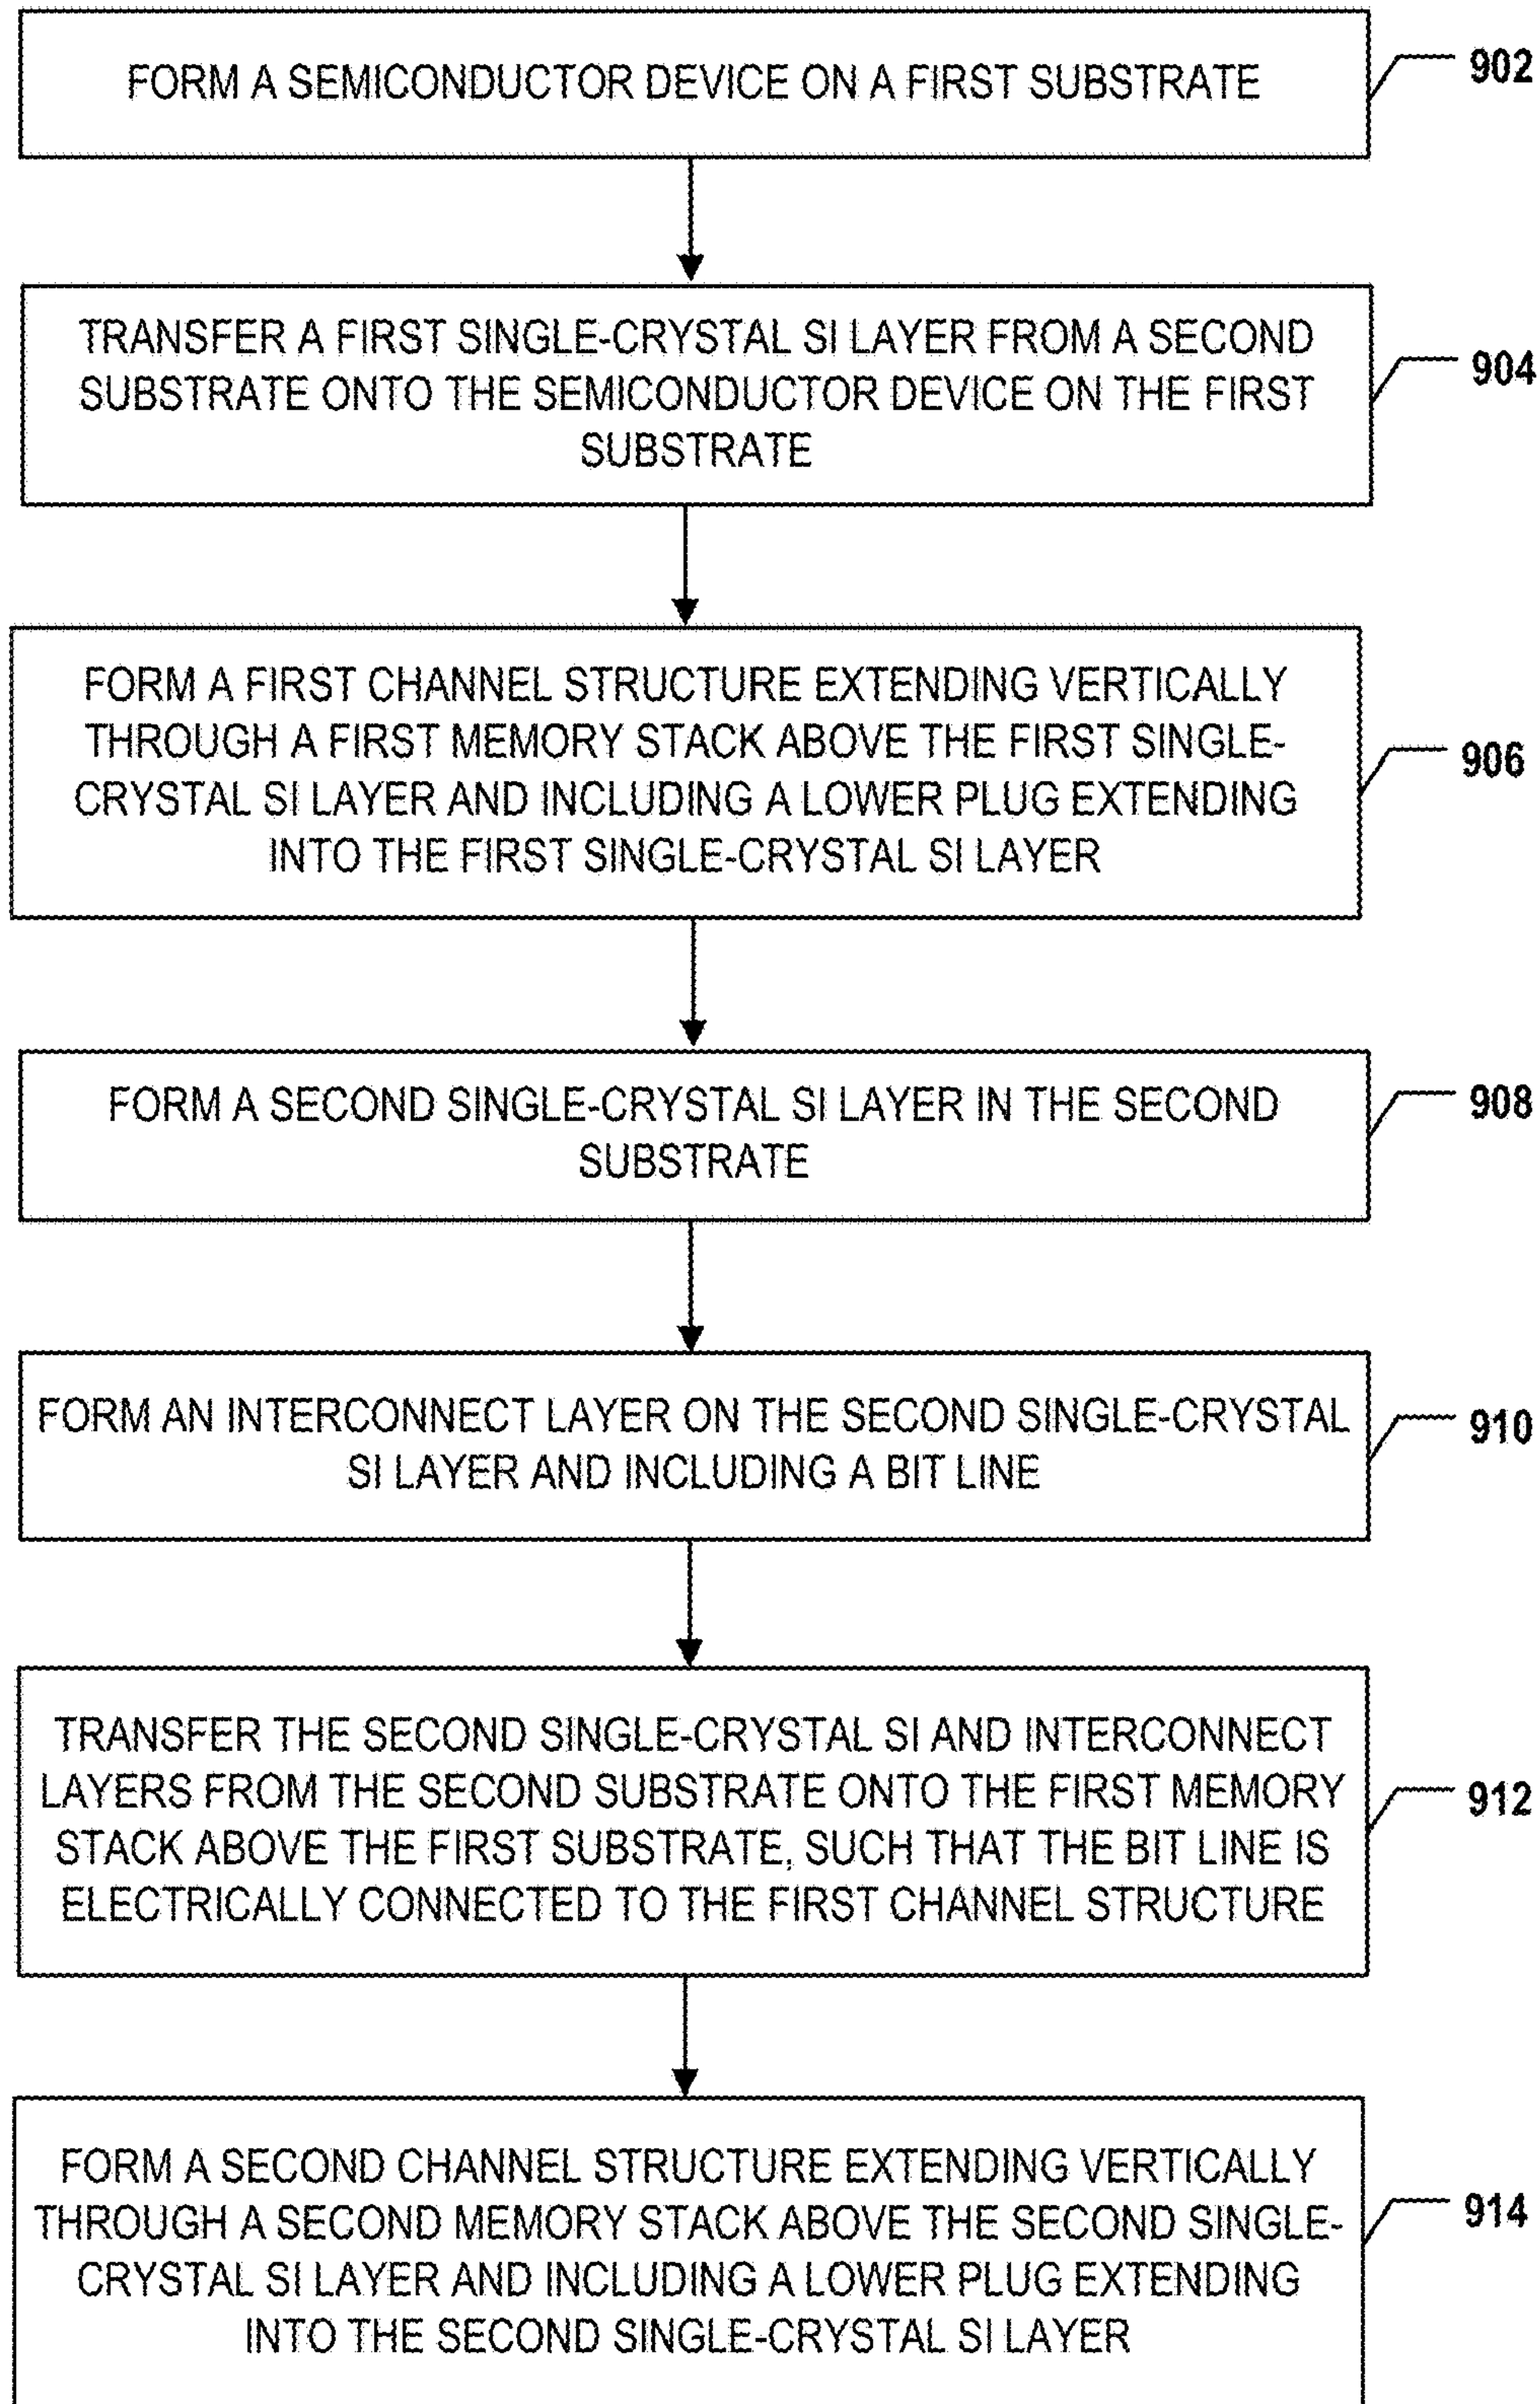 FORM A SEMICONDUCTOR DEVICE ON A FIRST SUBSTRATE
902
TRANSFER A FIRST SINGLE-CRYSTAL SI LAYER FROM A SECOND
SUBSTRATE ONTO THE SEMICONDUCTOR DEVICE ON THE FIRST
SUBSTRATE
904
FORM A FIRST CHANNEL STRUCTURE EXTENDING VERTICALLY
THROUGH A FIRST MEMORY STACK ABOVE THE FIRST SINGLE-
CRYSTAL SI LAYER AND INCLUDING A LOWER PLUG EXTENDING
INTO THE FIRST SINGLE-CRYSTAL SI LAYER
906
FORM A SECOND SINGLE-CRYSTAL SI LAYER IN THE SECOND
SUBSTRATE
908
FORM AN INTERCONNECT LAYER ON THE SECOND SINGLE-CRYSTAL
SI LAYER AND INCLUDING A BIT LINE
910
TRANSFER THE SECOND SINGLE-CRYSTAL SI AND INTERCONNECT
LAYERS FROM THE SECOND SUBSTRATE ONTO THE FIRST MEMORY
STACK ABOVE THE FIRST SUBSTRATE, SUCH THAT THE BIT LINE IS
ELECTRICALLY CONNECTED TO THE FIRST CHANNEL STRUCTURE
912
FORM A SECOND CHANNEL STRUCTURE EXTENDING VERTICALLY
THROUGH A SECOND MEMORY STACK ABOVE THE SECOND SINGLE-
CRYSTAL SI LAYER AND INCLUDING A LOWER PLUG EXTENDING
INTO THE SECOND SINGLE-CRYSTAL SI LAYER
914